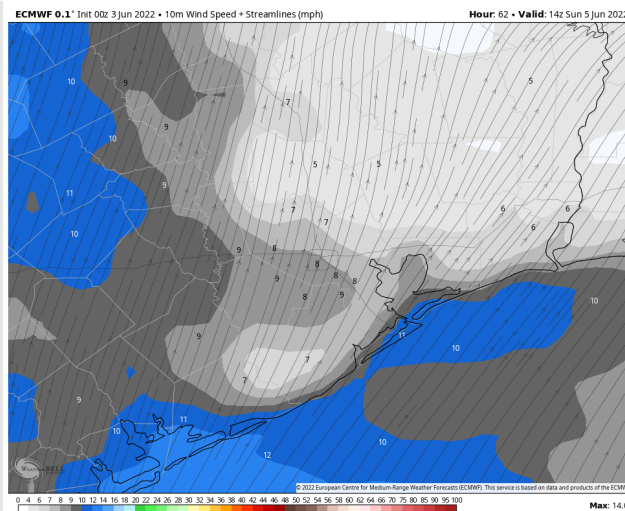 ECMWF 0.1° Init 00z 3 Jun 2022 • 10m Wind Speed + Streamlines (mph)
Hour: 62 • Valid: 14z Sun 5 Jun 2022
10 9 7 5
9
10
9 5 5
11
7 6 6
10 7 6
9 8
8
9 8
8 9
10
9 11
10
7
7
9
11
10
10
12
WEATHERBELL
© 2022 European Centre for Medium-Range Weather Forecasts (ECMWF). This service is based on data and products of the ECMW
0 4 6 7 8 9 10 12 14 16 18 20 22 24 26 28 30 32 34 36 38 40 42 44 46 48 50 52 54 56 58 60 62 64 66 70 75 80 85 90 95 100
Max: 14.0